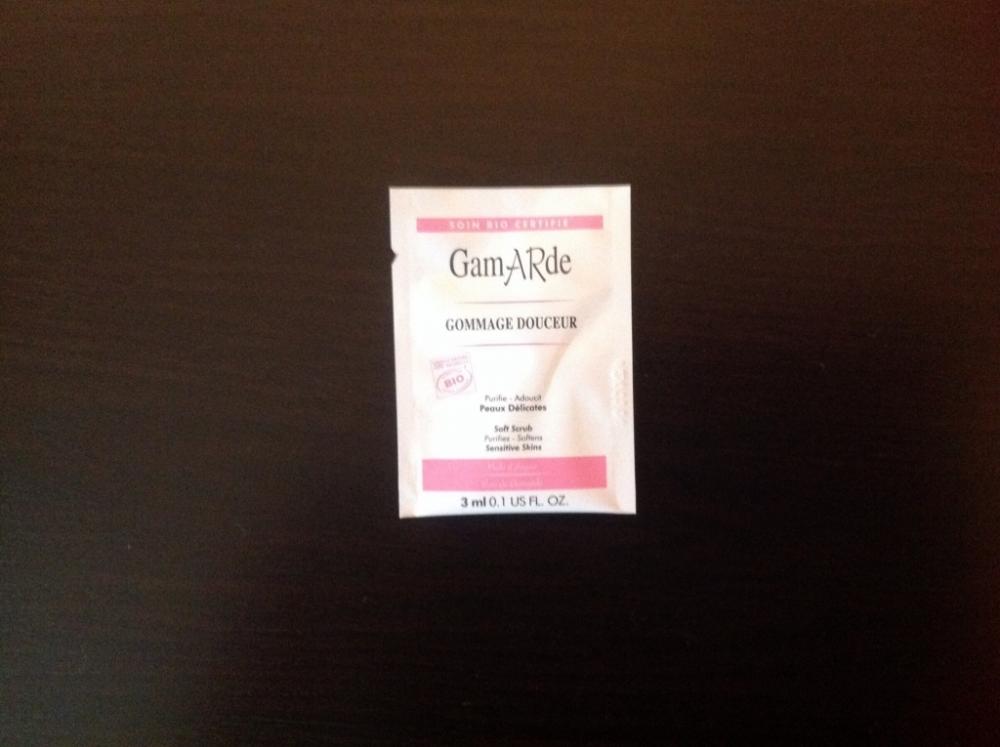 SOIN BIO CERTIFIÉ
GamARde
GOMMAGE DOUCEUR
BIO
Purifie - Adoucit
Peaux Délicates
Soft Scrub
Purifies - Softens
Sensitive Skins
3 ml 0.1 US FL. OZ.